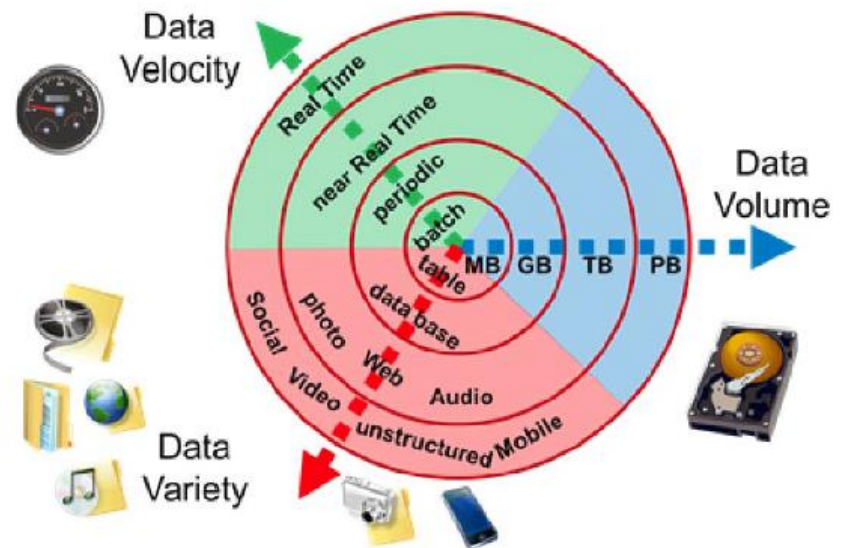 Data
Velocity
Real Time
near Real Time
periodic
batch
Data
Volume
MB GB TB PB
table
data base
photo Web Audio
Social Video unstructured/ Mobile
Data
Variety